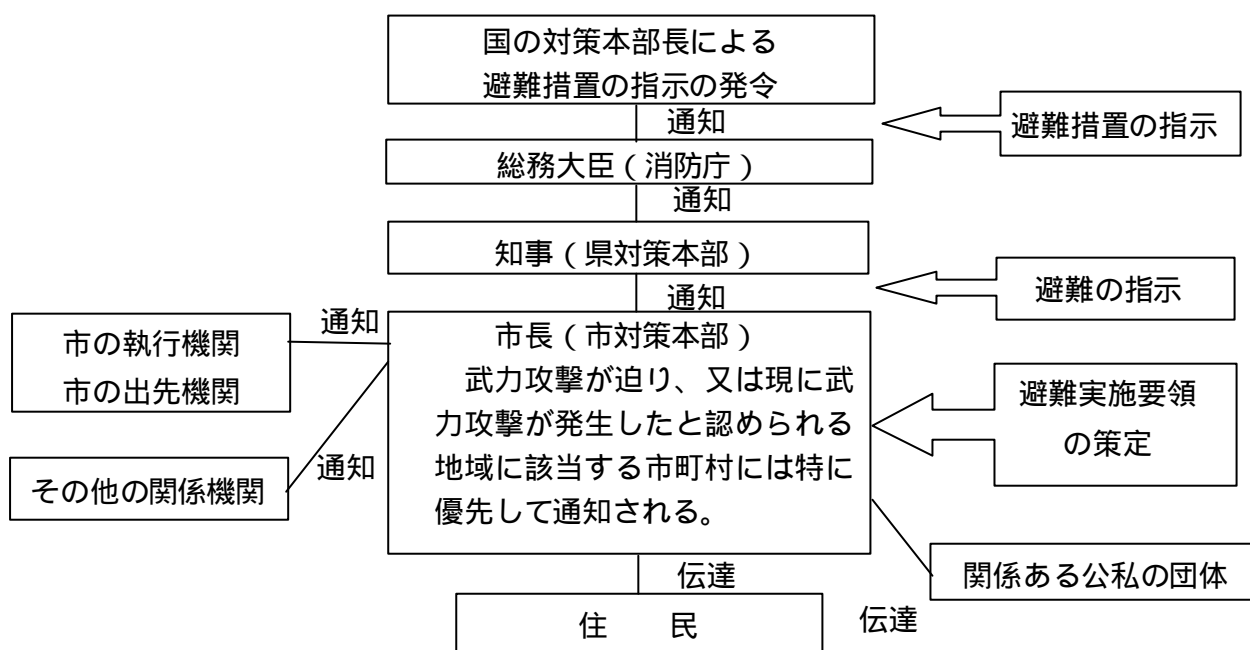 国の対策本部長による
避難措置の指示の発令
通知
避難措置の指示
総務大臣(消防庁)
通知
知事(県対策本部)
通知
避難の指示
市の執行機関
市の出先機関
通知
市長(市対策本部)
武力攻撃が迫り、又は現に武
力攻撃が発生したと認められる
地域に該当する市町村には特に
優先して通知される。
避難実施要領
の策定
その他の関係機関
通知
関係ある公私の団体
伝達
住 民
伝達